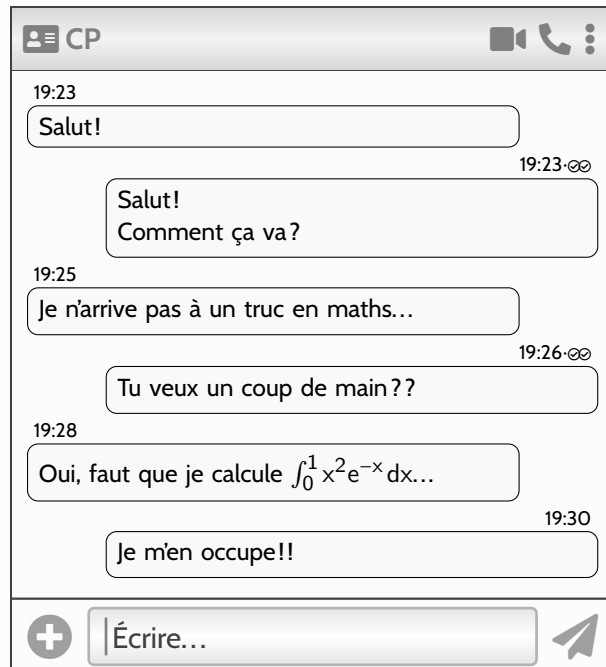 CP
19:23
Salut!
19:23
Salut!
Comment ça va?
19:25
Je n'arrive pas à un truc en maths…
19:26
Tu veux un coup de main??
19:28
Oui, faut que je calcule ∫₀¹ x²e⁻ˣ dx…
19:30
Je m'en occupe!!
Écrire…